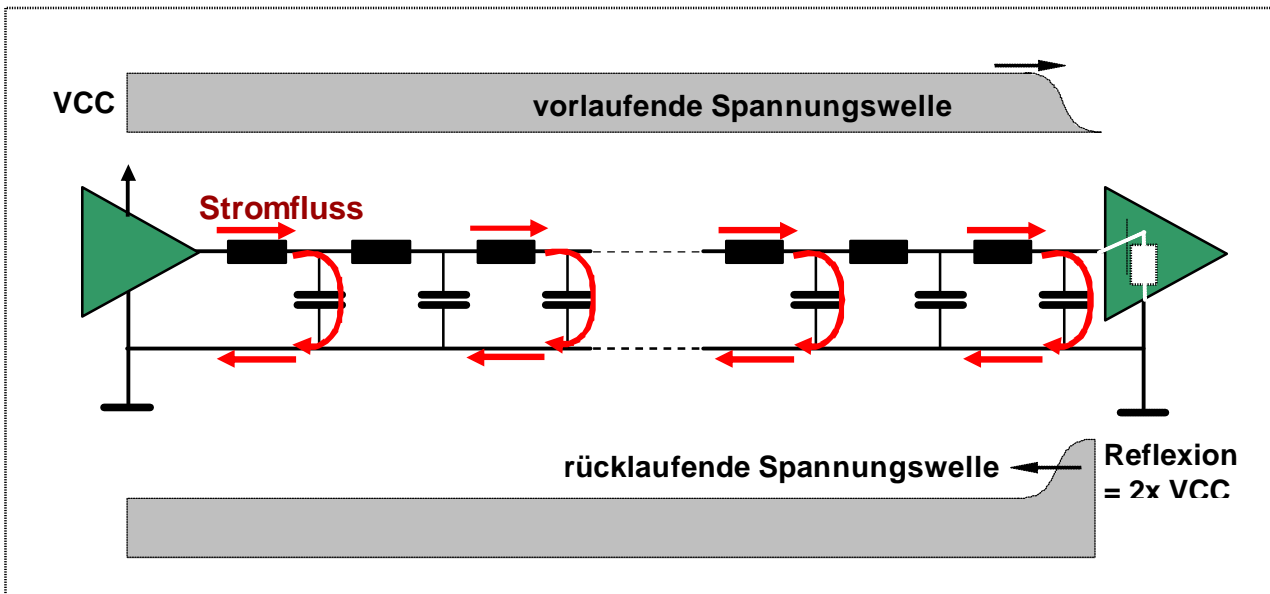 VCC
vorlaufende Spannungswelle
Stromfluss
rücklaufende Spannungswelle
Reflexion
= 2x VCC